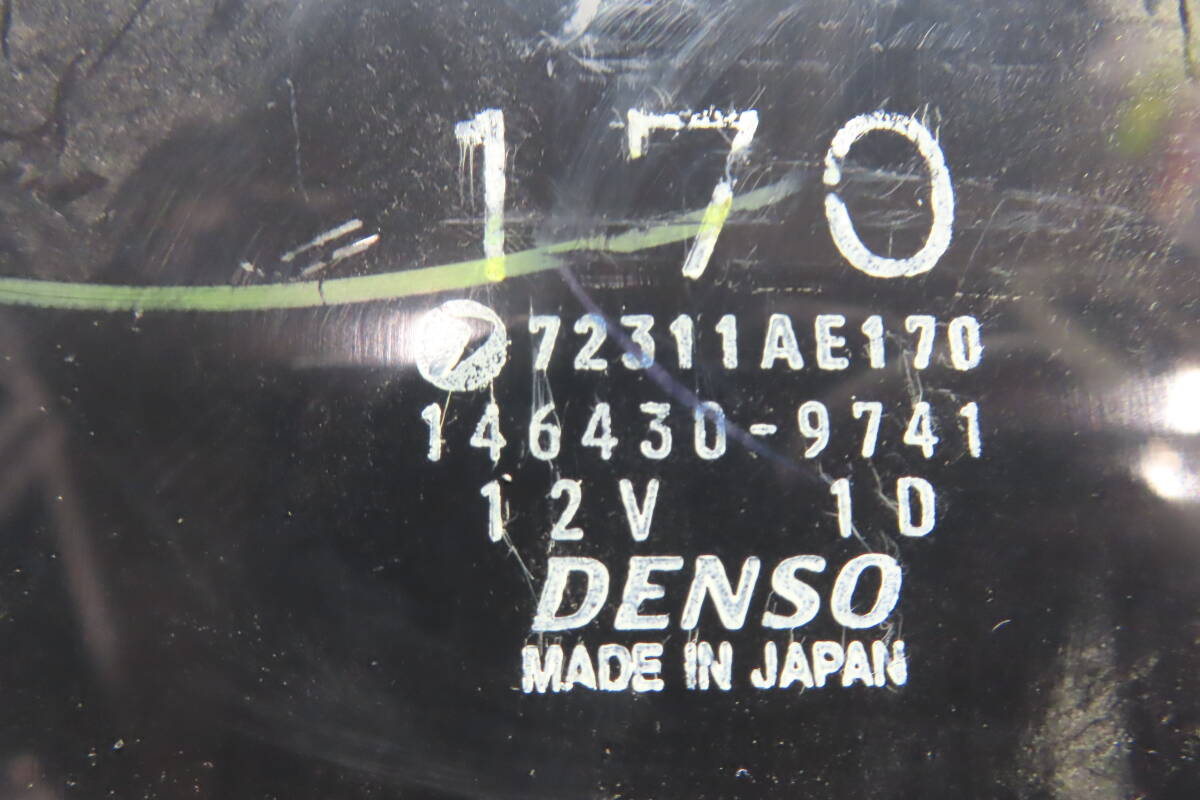 170
72311AE170
146430-9741
12V 1D
DENSO
MADE IN JAPAN